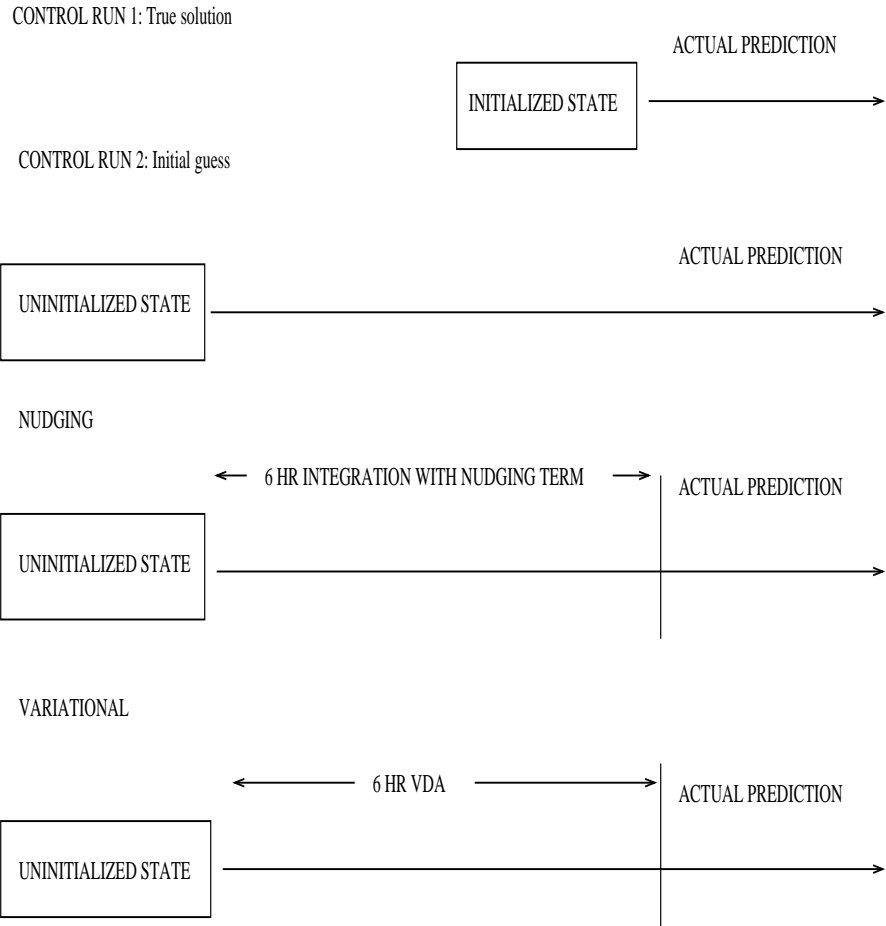 CONTROL RUN 1: True solution
ACTUAL PREDICTION
INITIALIZED STATE
CONTROL RUN 2: Initial guess
ACTUAL PREDICTION
UNINITIALIZED STATE
NUDGING
6 HR INTEGRATION WITH NUDGING TERM
ACTUAL PREDICTION
UNINITIALIZED STATE
VARIATIONAL
6 HR VDA
ACTUAL PREDICTION
UNINITIALIZED STATE